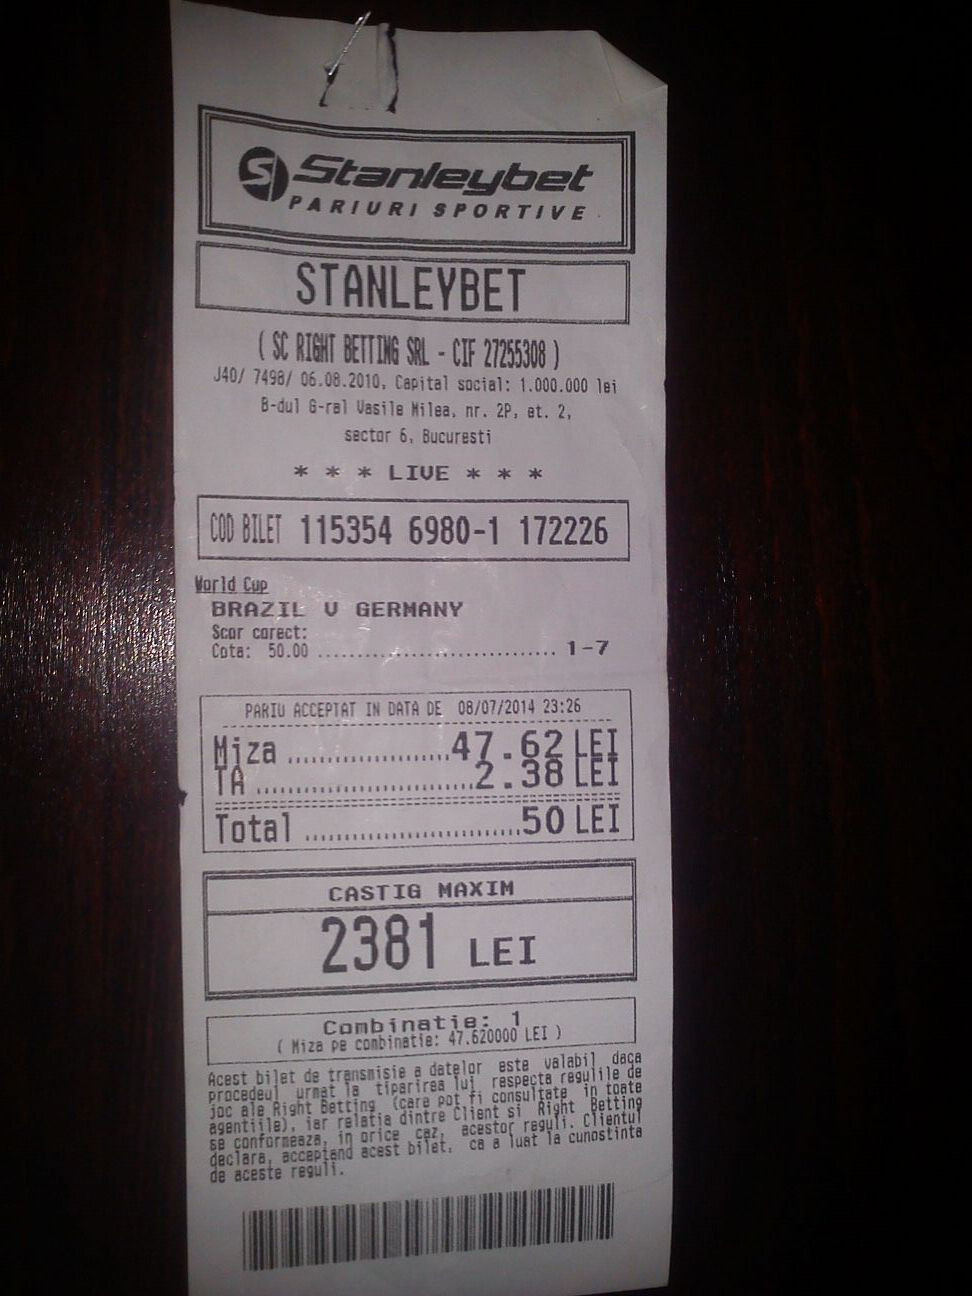 S Stanleybet
PARIURI SPORTIVE
STANLEYBET
( SC RIGHT BETTING SRL - CIF 27255308 )
J40/ 7498/ 06.08.2010, Capital social: 1.000.000 lei
B-dul G-ral Vasile Milea, nr. 2P, et. 2,
sector 6, Bucuresti
* * * LIVE * * *
COD BILET 115354 6980-1 172226
World Cup
BRAZIL V GERMANY
Scor corect:
Cota: 50.00 .............................. 1-7
PARIU ACCEPTAT IN DATA DE 08/07/2014 23:26
Miza ......................47.62 LEI
TA ..........................2.38 LEI
Total ...........................50 LEI
CASTIG MAXIM
2381 LEI
Combinatie: 1
( Miza pe combinatie: 47.620000 LEI )
Acest bilet de transmisie a datelor este valabil daca
procedeul urmat la tiparirea lui, respecta regulile de
joc ale Right Betting (care pot fi consultate in toate
agentiile), iar relatia dintre Client si Right Betting
se conformeaza, in orice caz, acestor reguli. Clientul
declara, acceptand acest bilet, ca a luat la cunostinta
de aceste reguli.